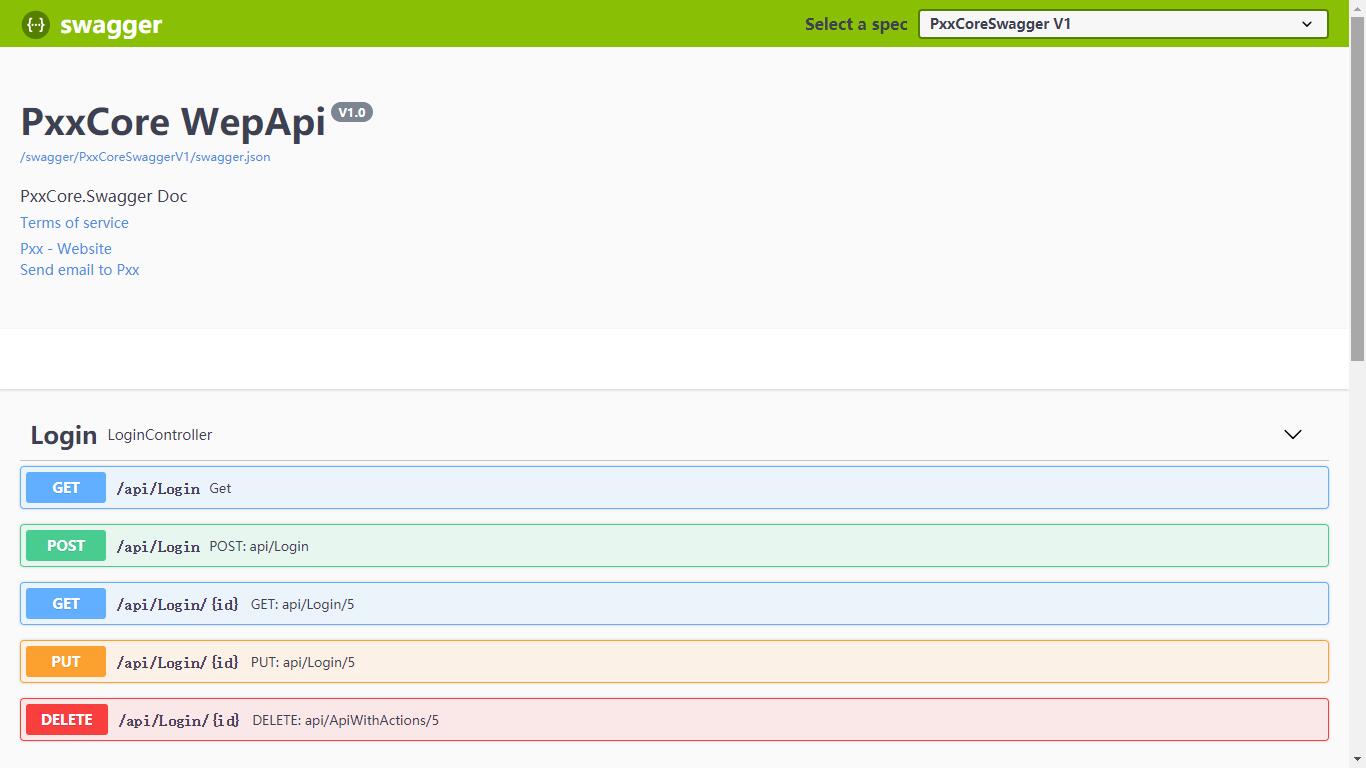 {··} swagger Select a spec PxxCoreSwagger V1
PxxCore WepApi V1.0
/swagger/PxxCoreSwaggerV1/swagger.json
PxxCore.Swagger Doc
Terms of service
Pxx - Website
Send email to Pxx
Login LoginController
GET /api/Login Get
POST /api/Login POST: api/Login
GET /api/Login/{id} GET: api/Login/5
PUT /api/Login/{id} PUT: api/Login/5
DELETE /api/Login/{id} DELETE: api/ApiWithActions/5